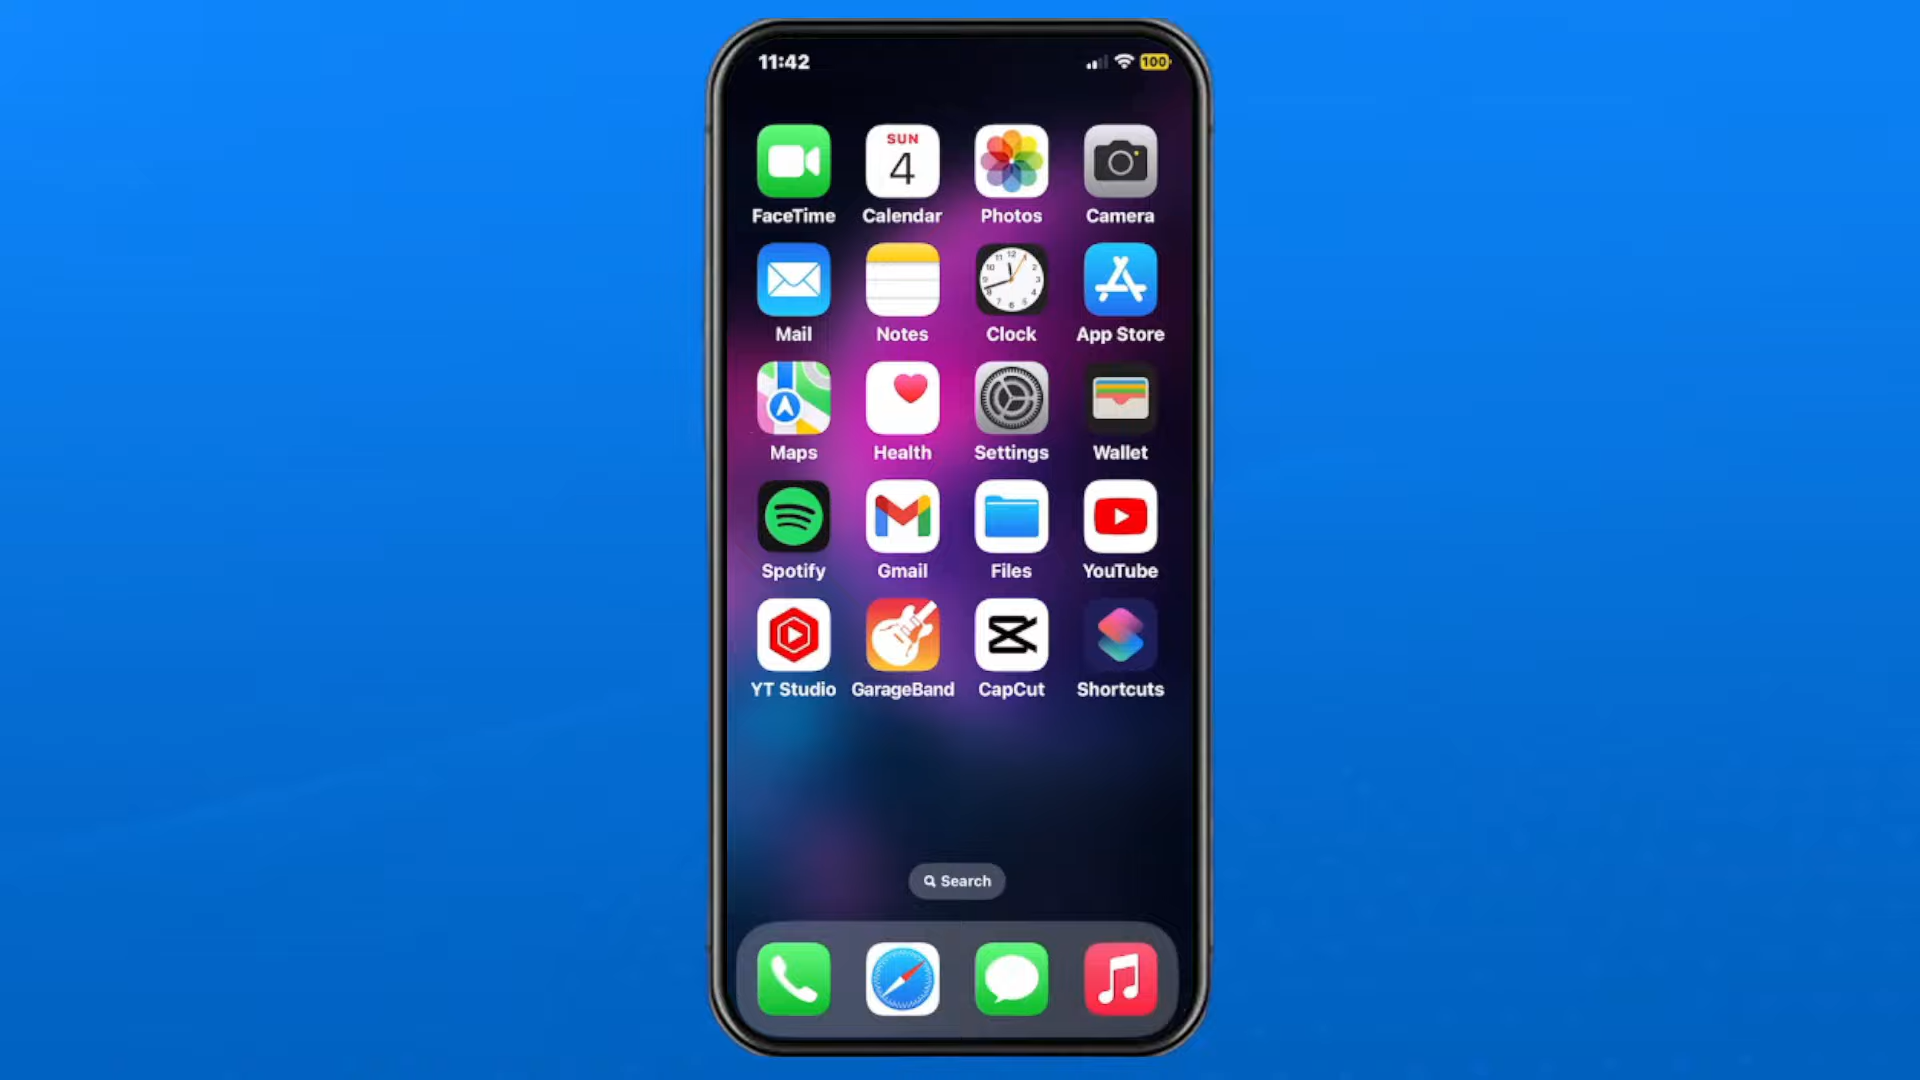 11:42 100
SUN
4
FaceTime Calendar Photos Camera
Mail Notes Clock App Store
Maps Health Settings Wallet
Spotify Gmail Files YouTube
YT Studio GarageBand CapCut Shortcuts
Search